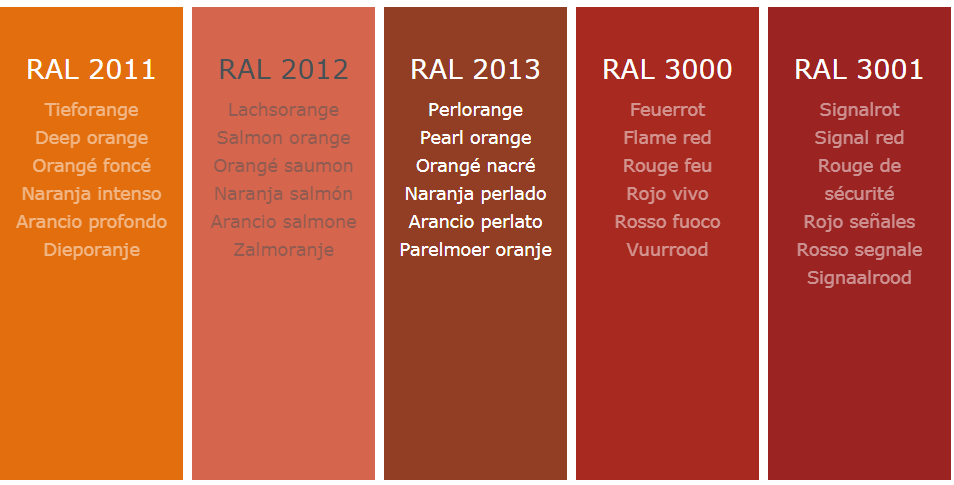 RAL 2011
Tieforange
Deep orange
Orangé foncé
Naranja intenso
Arancio profondo
Dieporanje
RAL 2012
Lachsorange
Salmon orange
Orangé saumon
Naranja salmón
Arancio salmone
Zalmoranje
RAL 2013
Perlorange
Pearl orange
Orangé nacré
Naranja perlado
Arancio perlato
Parelmoer oranje
RAL 3000
Feuerrot
Flame red
Rouge feu
Rojo vivo
Rosso fuoco
Vuurrood
RAL 3001
Signalrot
Signal red
Rouge de
sécurité
Rojo señales
Rosso segnale
Signaalrood